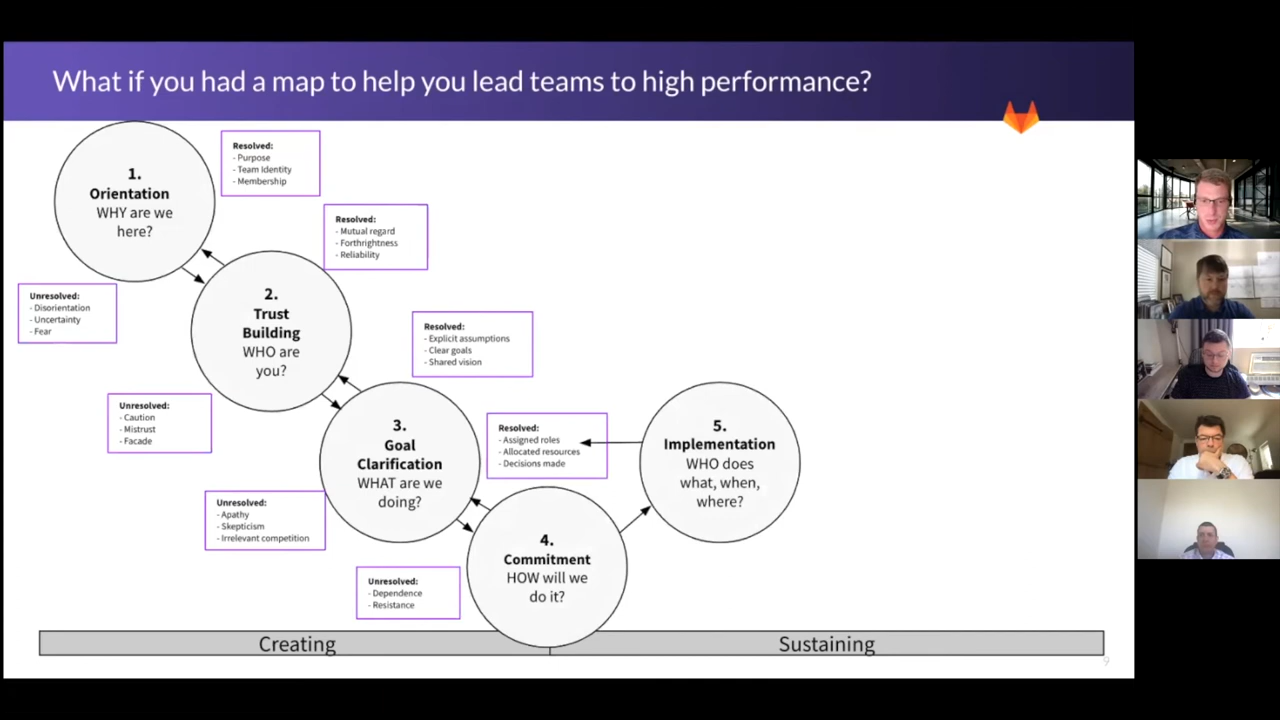 What if you had a map to help you lead teams to high performance?
1.
Orientation
WHY are we
here?
Resolved:
- Purpose
- Team Identity
- Membership
Unresolved:
- Disorientation
- Uncertainty
- Fear
2.
Trust
Building
WHO are
you?
Resolved:
- Mutual regard
- Forthrightness
- Reliability
Unresolved:
- Caution
- Mistrust
- Facade
3.
Goal
Clarification
WHAT are we
doing?
Resolved:
- Explicit assumptions
- Clear goals
- Shared vision
Unresolved:
- Apathy
- Skepticism
- Irrelevant competition
4.
Commitment
HOW will we
do it?
Resolved:
- Assigned roles
- Allocated resources
- Decisions made
Unresolved:
- Dependence
- Resistance
5.
Implementation
WHO does
what, when,
where?
Creating
Sustaining
9